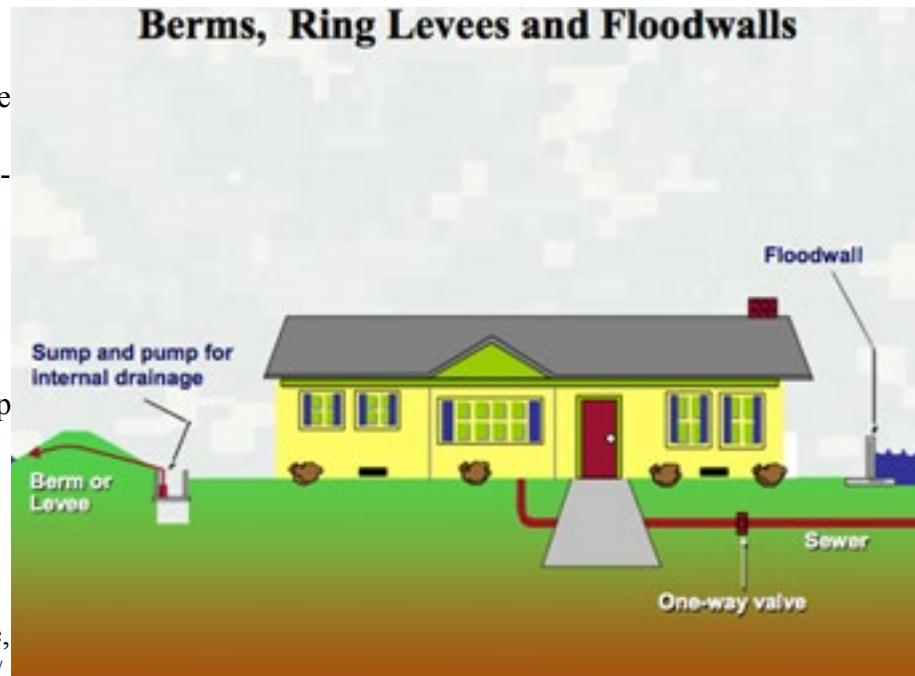 Berms, Ring Levees and Floodwalls
e
-
Floodwall
Sump and pump for
internal drainage
p
Berm or
Levee
Sewer
One-way valve
,
/